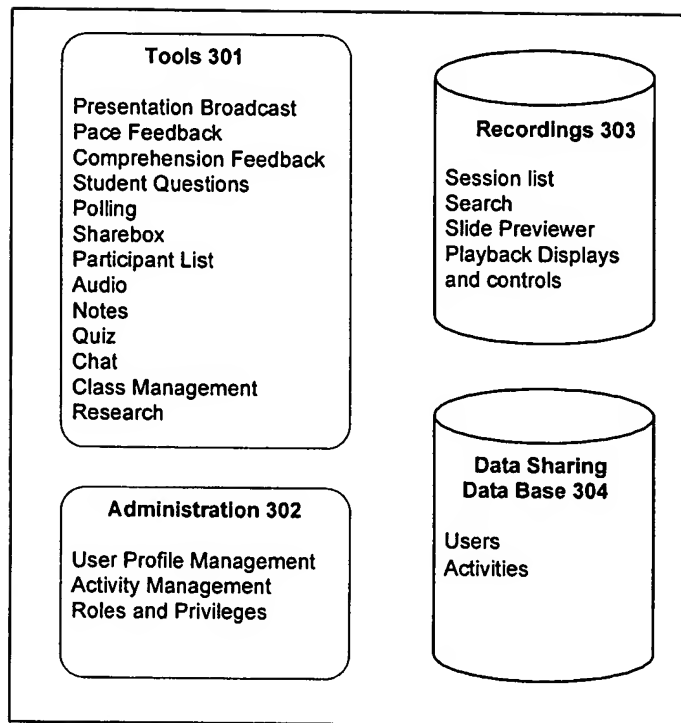 Tools 301
Presentation Broadcast
Pace Feedback
Comprehension Feedback
Student Questions
Polling
Sharebox
Participant List
Audio
Notes
Quiz
Chat
Class Management
Research
Administration 302
User Profile Management
Activity Management
Roles and Privileges
Recordings 303
Session list
Search
Slide Previewer
Playback Displays
and controls
Data Sharing
Data Base 304
Users
Activities